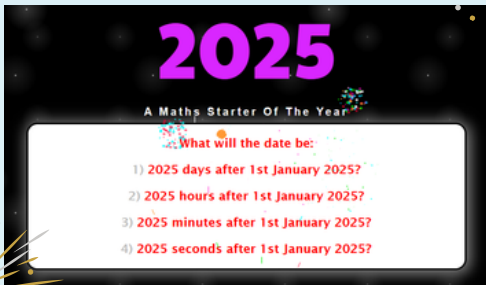 2025
A Maths Starter Of The Year
What will the date be:
1) 2025 days after 1st January 2025?
2) 2025 hours after 1st January 2025?
3) 2025 minutes after 1st January 2025?
4) 2025 seconds after 1st January 2025?